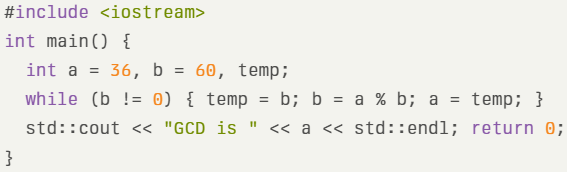 #include <iostream>
int main() {
  int a = 36, b = 60, temp;
  while (b != 0) { temp = b; b = a % b; a = temp; }
  std::cout << "GCD is " << a << std::endl; return 0;
}